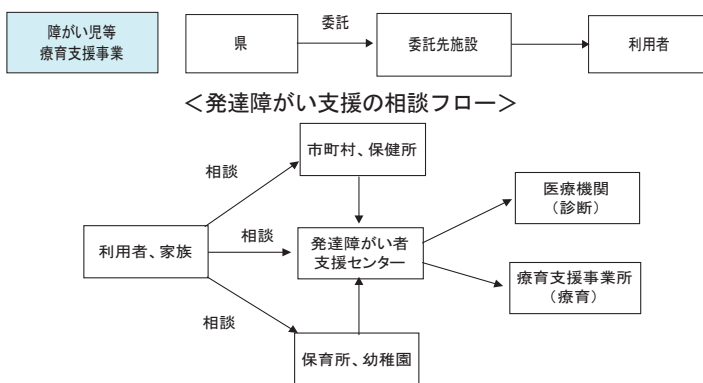 障がい児等
療育支援事業
県
委託
委託先施設
利用者
＜発達障がい支援の相談フロー＞
市町村、保健所
相談
医療機関
（診断）
利用者、家族
相談
発達障がい者
支援センター
療育支援事業所
（療育）
相談
保育所、幼稚園